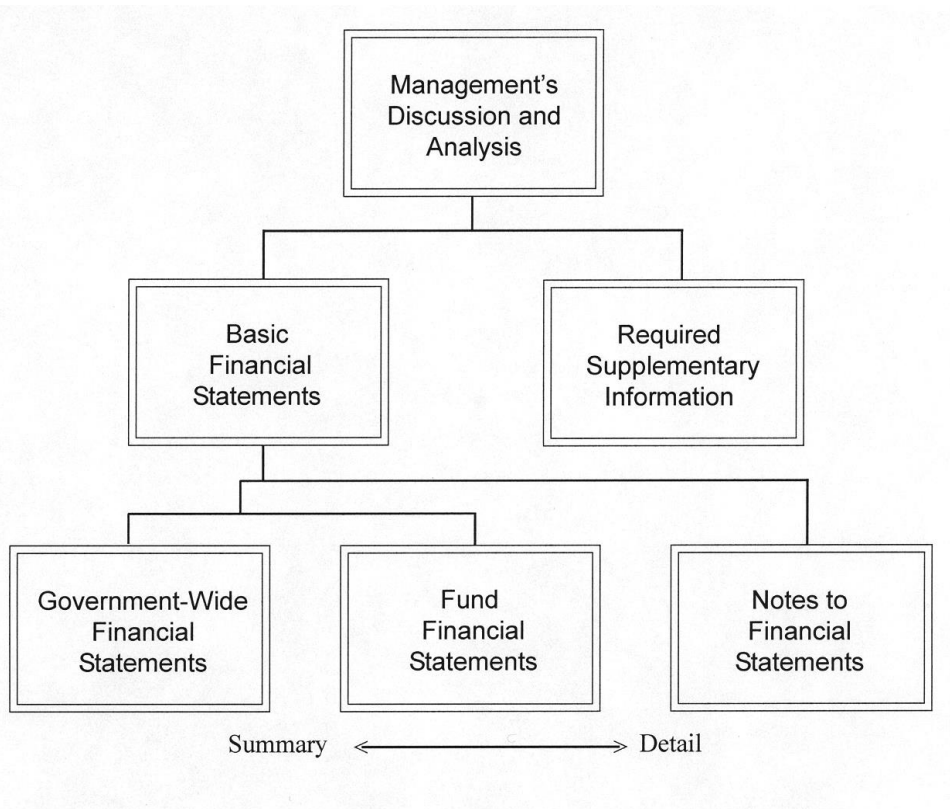 Management's
Discussion and
Analysis
Basic
Financial
Statements
Required
Supplementary
Information
Government-Wide
Financial
Statements
Fund
Financial
Statements
Notes to
Financial
Statements
Summary
Detail